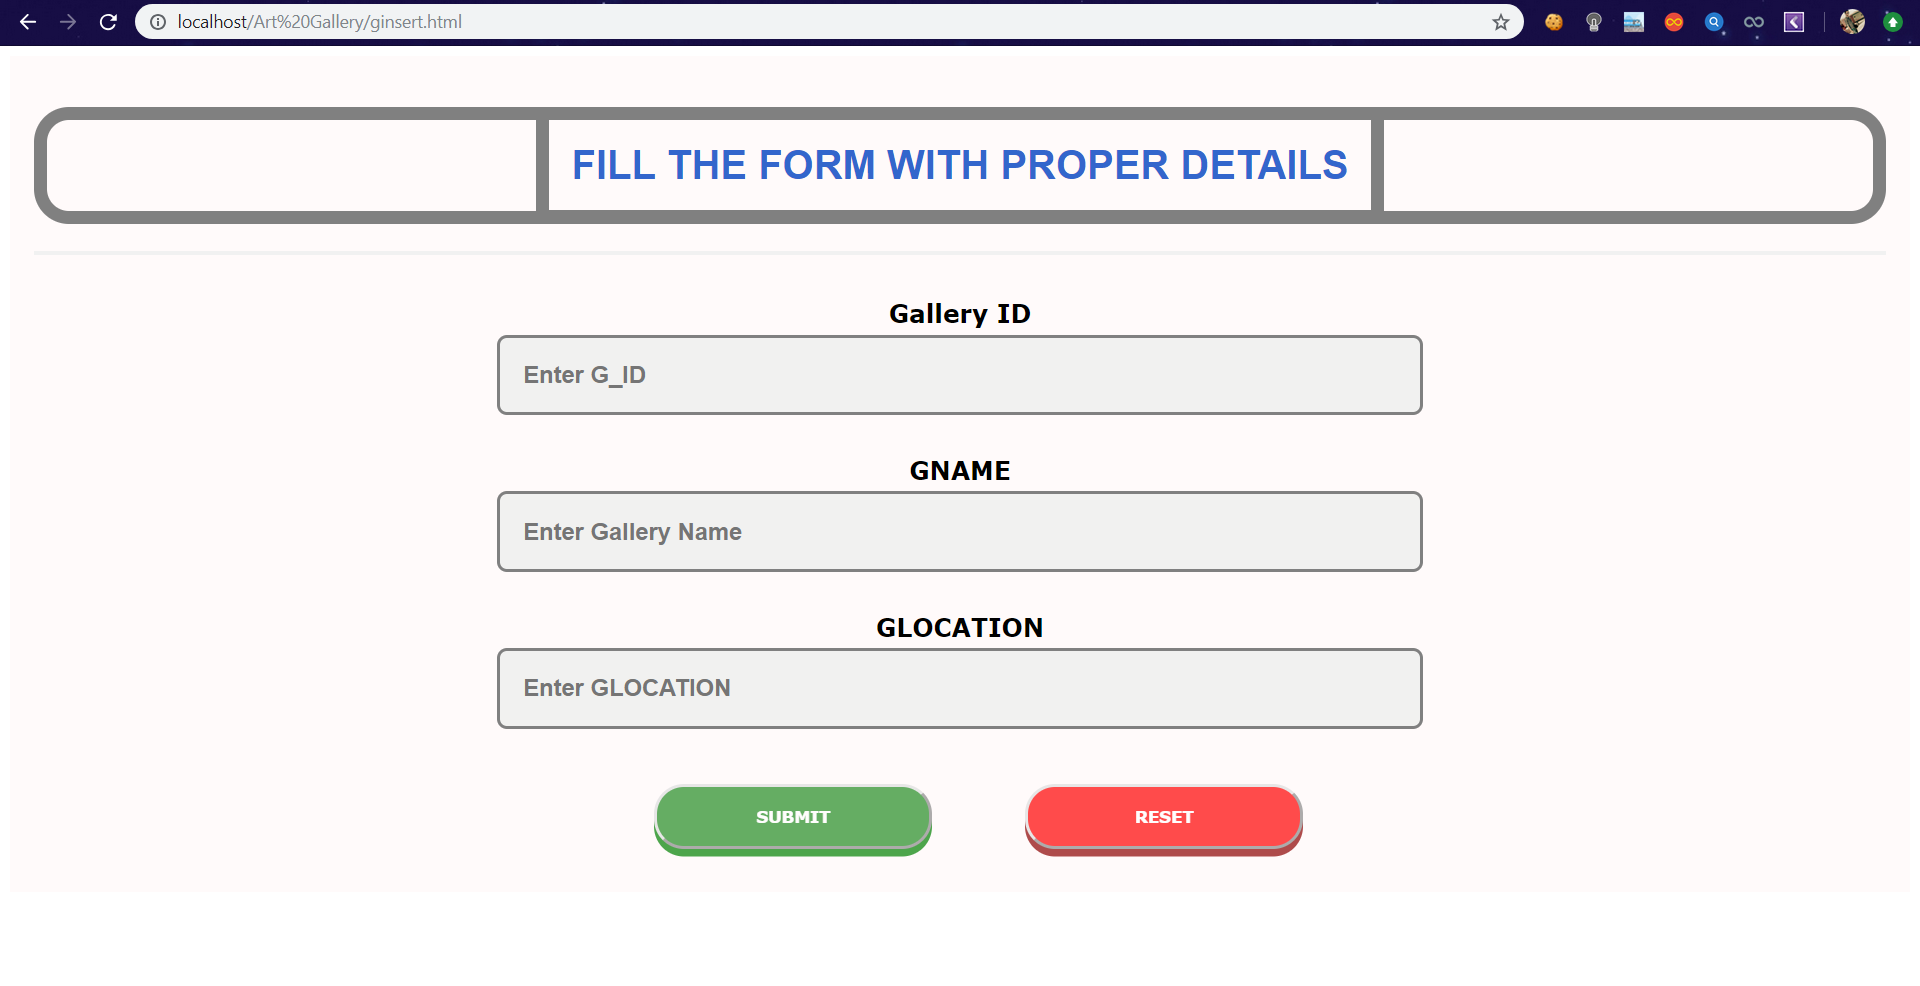 localhost/Art%20Gallery/ginsert.html
FILL THE FORM WITH PROPER DETAILS
Gallery ID
Enter G_ID
GNAME
Enter Gallery Name
GLOCATION
Enter GLOCATION
SUBMIT RESET